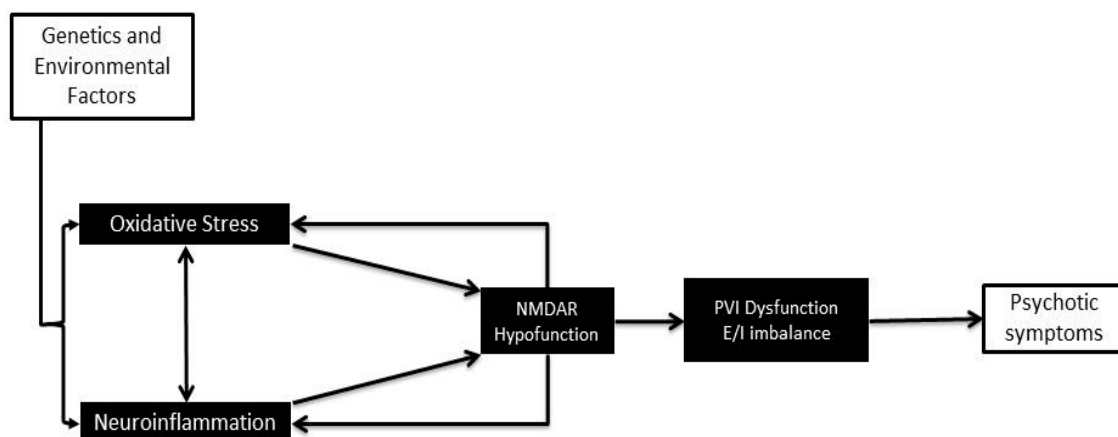 Genetics and
Environmental
Factors
Oxidative Stress
NMDAR
Hypofunction
PVI Dysfunction
E/I imbalance
Psychotic
symptoms
Neuroinflammation